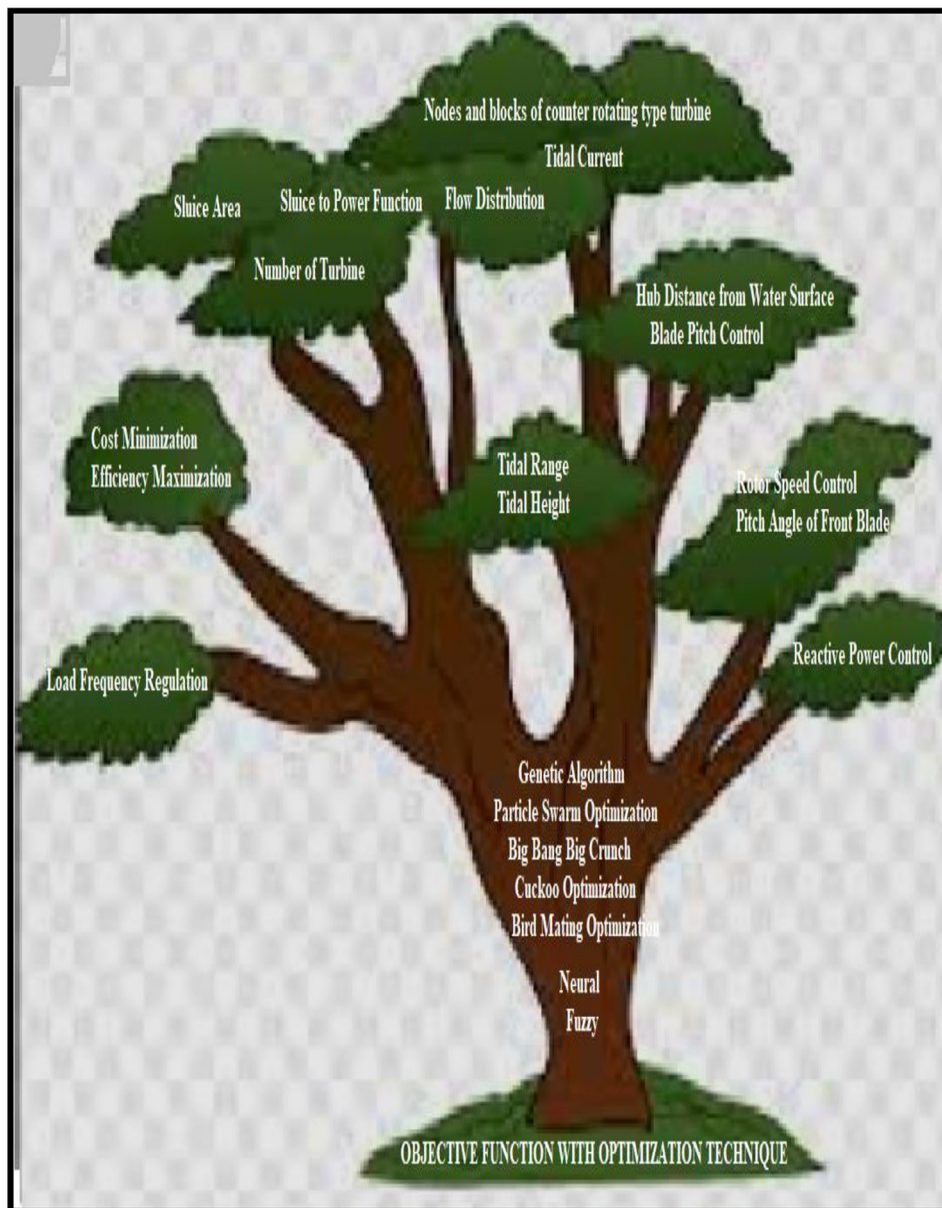 Nodes and blocks of counter rotating type turbine
Tidal Current
Sluice Area
Sluice to Power Function
Flow Distribution
Number of Turbine
Hub Distance from Water Surface
Blade Pitch Control
Cost Minimization
Efficiency Maximization
Tidal Range
Tidal Height
Rotor Speed Control
Pitch Angle of Front Blade
Load Frequency Regulation
Reactive Power Control
Genetic Algorithm
Particle Swarm Optimization
Big Bang Big Crunch
Cuckoo Optimization
Bird Mating Optimization
Neural
Fuzzy
OBJECTIVE FUNCTION WITH OPTIMIZATION TECHNIQUE